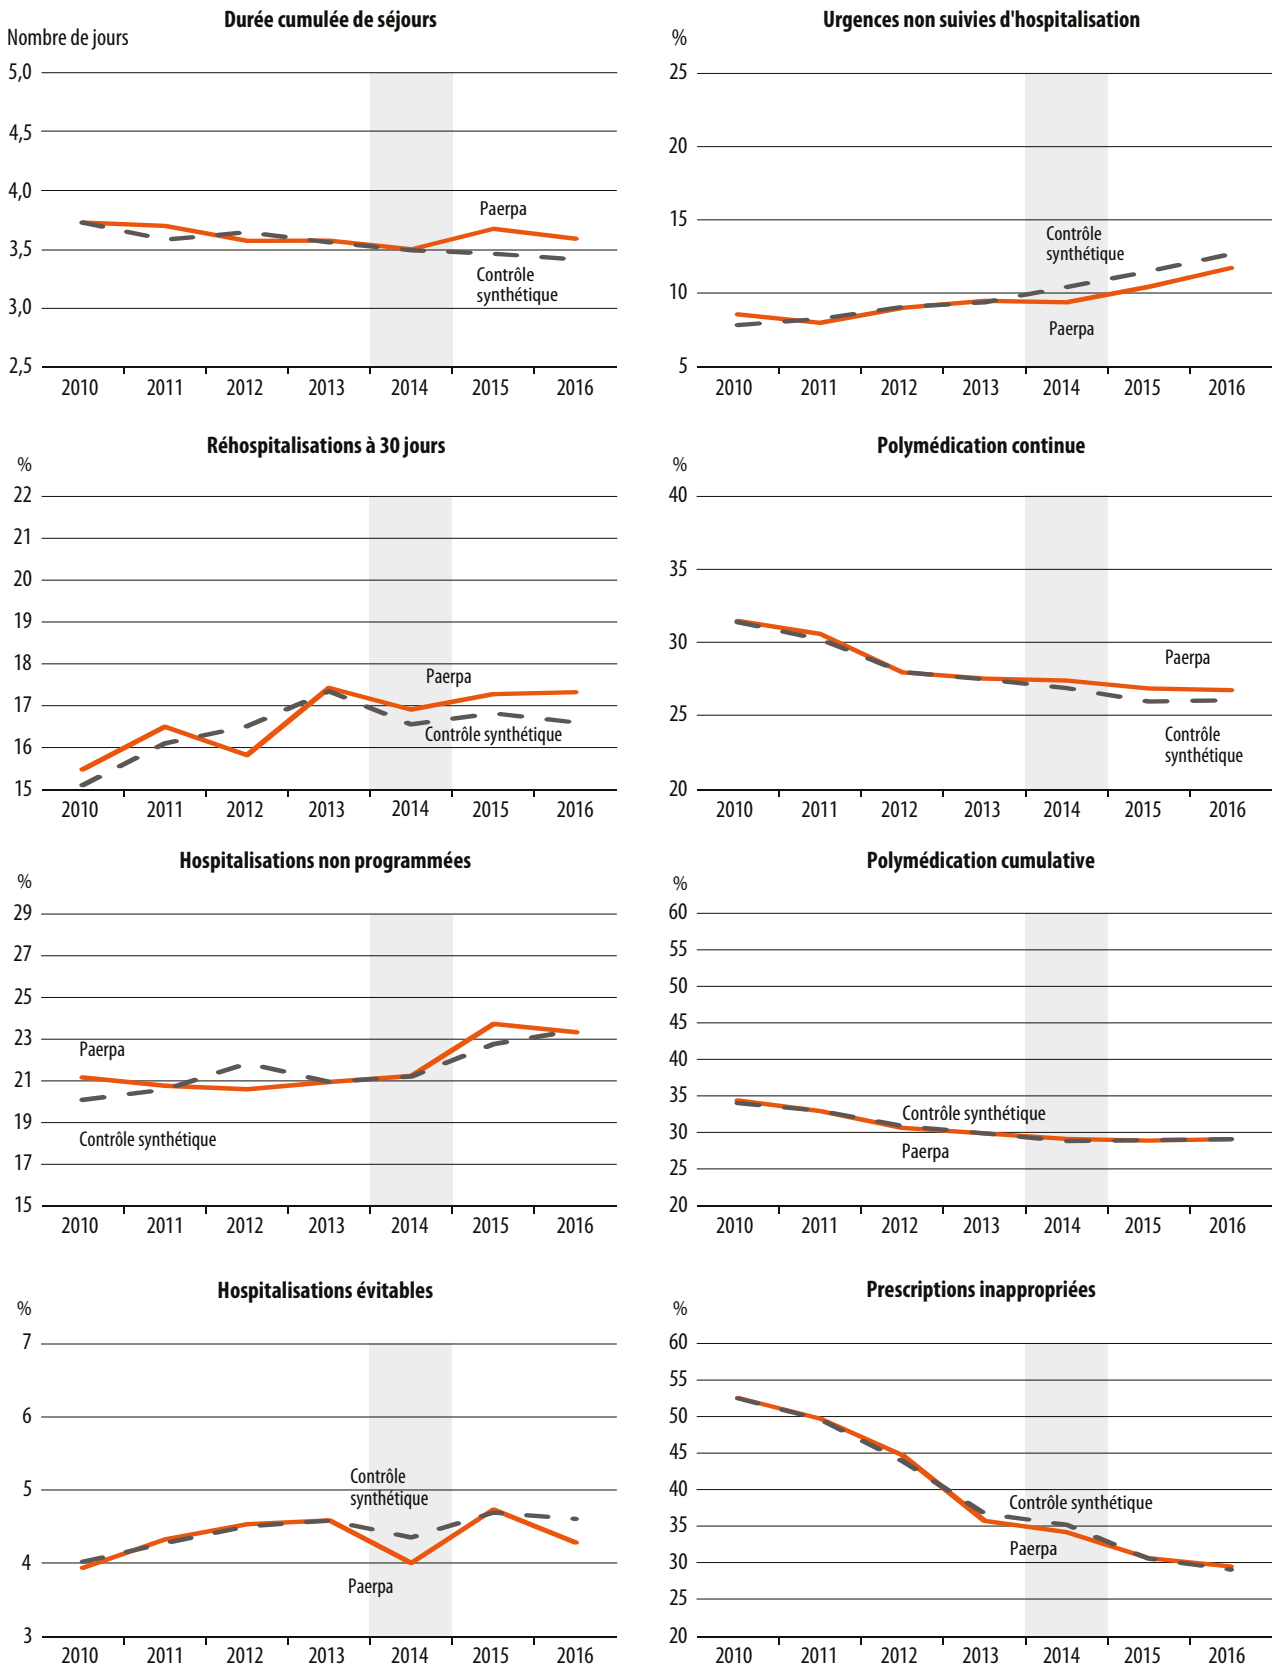 Durée cumulée de séjours
Nombre de jours
5,0
4,5
4,0
3,5
3,0
2,5
Paerpa
Contrôle
synthétique
2010 2011 2012 2013 2014 2015 2016
Urgences non suivies d'hospitalisation
%
25
20
15
10
5
Contrôle
synthétique
Paerpa
2010 2011 2012 2013 2014 2015 2016
Réhospitalisations à 30 jours
%
22
21
20
19
18
17
16
15
Paerpa
Contrôle synthétique
2010 2011 2012 2013 2014 2015 2016
Polymédication continue
%
40
35
30
25
20
Paerpa
Contrôle
synthétique
2010 2011 2012 2013 2014 2015 2016
Hospitalisations non programmées
%
29
27
25
23
21
19
17
15
Paerpa
Contrôle synthétique
2010 2011 2012 2013 2014 2015 2016
Polymédication cumulative
%
60
55
50
45
40
35
30
25
20
Contrôle synthétique
Paerpa
2010 2011 2012 2013 2014 2015 2016
Hospitalisations évitables
%
7
6
5
4
3
Contrôle
synthétique
Paerpa
2010 2011 2012 2013 2014 2015 2016
Prescriptions inappropriées
%
60
55
50
45
40
35
30
25
20
Contrôle synthétique
Paerpa
2010 2011 2012 2013 2014 2015 2016